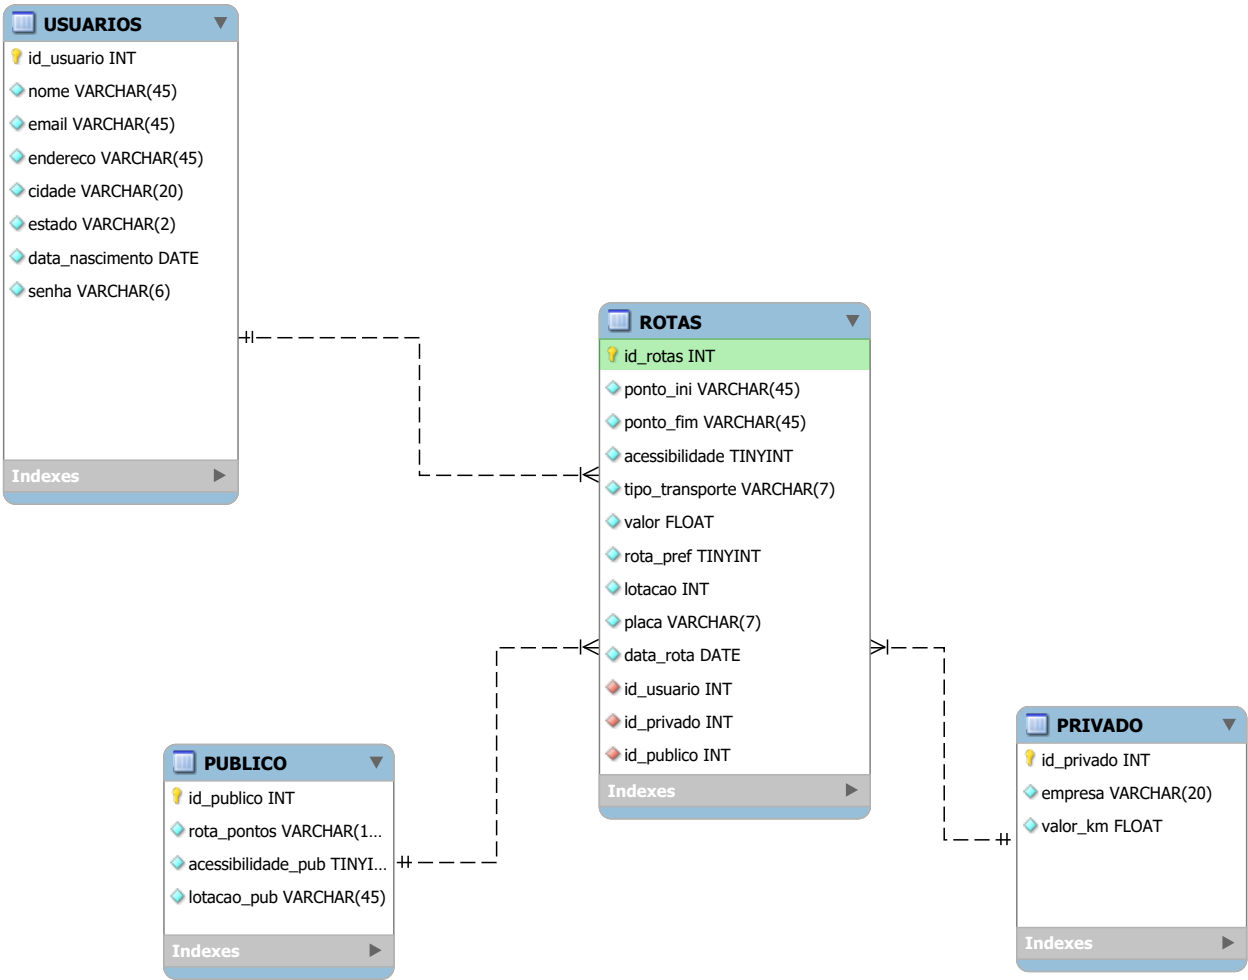 USUARIOS
id_usuario INT
nome VARCHAR(45)
email VARCHAR(45)
endereco VARCHAR(45)
cidade VARCHAR(20)
estado VARCHAR(2)
data_nascimento DATE
senha VARCHAR(6)
Indexes
ROTAS
id_rotas INT
ponto_ini VARCHAR(45)
ponto_fim VARCHAR(45)
acessibilidade TINYINT
tipo_transporte VARCHAR(7)
valor FLOAT
rota_pref TINYINT
lotacao INT
placa VARCHAR(7)
data_rota DATE
id_usuario INT
id_privado INT
id_publico INT
Indexes
PUBLICO
id_publico INT
rota_pontos VARCHAR(1...
acessibilidade_pub TINYI...
lotacao_pub VARCHAR(45)
Indexes
PRIVADO
id_privado INT
empresa VARCHAR(20)
valor_km FLOAT
Indexes